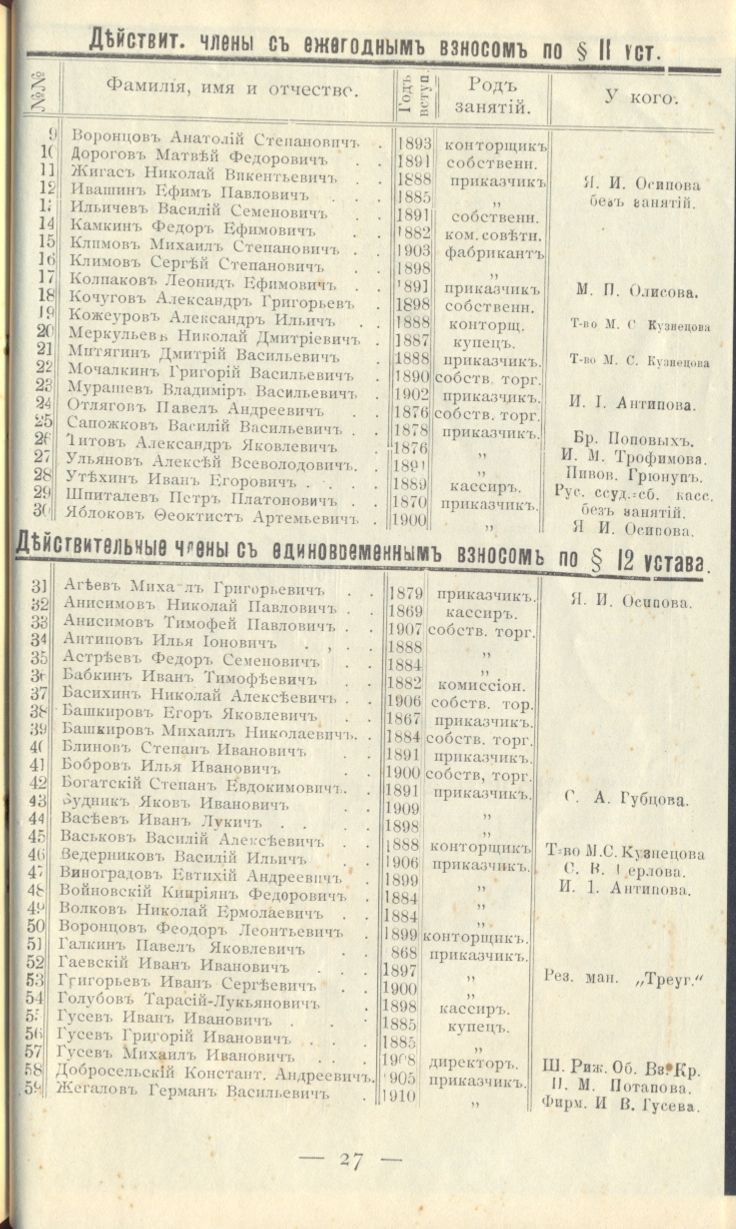 Дѣйствит. члены съ ежегоднымъ взносомъ по § 11 уст.
№№ Фамилія, имя и отчество. Годъ вступ. Родъ занятій. У кого.
9 Воронцовъ Анатолій Степановичъ . 1893 конторщикъ
10 Дороговъ Матвѣй Федоровичъ . . 1891 собственн.
11 Жигасъ Николай Викентьевичъ . 1888 приказчикъ Я. И. Осипова
12 Ивашинъ Ефимъ Павловичъ . . 1885 „ безъ занятій.
13 Ильичевъ Василій Семеновичъ . 1891 собственн.
14 Камкинъ Федоръ Ефимовичъ . . 1882 ком.совѣтн.
15 Климовъ Михаилъ Степановичъ . 1903 фабрикантъ
16 Климовъ Сергѣй Степановичъ . 1898 „
17 Колпаковъ Леонидъ Ефимовичъ . 1891 приказчикъ М. П. Олисова.
18 Кочуговъ Александръ Григорьевъ 1898 собственн.
19 Кожеуровъ Александръ Ильичъ . 1888 конторщ. Т-во М. С Кузнецова
20 Меркульевъ Николай Дмитріевичъ 1887 купецъ.
21 Митягинъ Дмитрій Васильевичъ . 1888 приказчикъ. Т-во М. С. Кузнецова
22 Мочалкинъ Григорій Васильевичъ . 1890 собств. торг.
23 Мурашевъ Владиміръ Васильевичъ 1902 приказчикъ. И. І. Антипова.
24 Отляговъ Павелъ Андреевичъ . 1876 собств. торг.
25 Сапожковъ Василій Васильевичъ . 1878 приказчикъ. Бр. Поповыхъ.
26 Титовъ Александръ Яковлевичъ . 1876 „ И. М. Трофимова.
27 Ульяновъ Алексѣй Всеволодовичъ. 1891 „ Пивов. Грюнупъ.
28 Утѣхинъ Иванъ Егоровичъ . . . . 1889 кассиръ. Рус. ссуд.-сб. касс.
29 Шпиталевъ Петръ Платоновичъ . 1870 приказчикъ. безъ занятій.
30 Яблоковъ Ѳеоктистъ Артемьевичъ . 1900 „ Я И. Осипова.
Дѣйствительные члены съ единовременнымъ взносомъ по § 12 устава.
31 Агѣевъ Михаилъ Григорьевичъ . . 1879 приказчикъ. Я. И. Осипова.
32 Анисимовъ Николай Павловичъ . 1869 кассиръ.
33 Анисимовъ Тимофей Павловичъ . . 1907 собств. торг.
34 Антиповъ Илья Іоновичъ . . . 1888 „
35 Астрѣевъ Федоръ Семеновичъ . 1884 „
36 Бабкинъ Иванъ Тимофѣевичъ . . 1882 комиссіон.
37 Басихинъ Николай Алексѣевичъ . 1906 собств. тор.
38 Башкировъ Егоръ Яковлевичъ . . 1867 приказчикъ.
39 Башкировъ Михаилъ Николаевичъ. . 1884 собств. торг.
40 Блиновъ Степанъ Ивановичъ . . 1891 приказчикъ.
41 Бобровъ Илья Ивановичъ . . 1900 собств, торг.
42 Богатскій Степанъ Евдокимовичъ. . 1891 приказчикъ. С. А. Губцова.
43 Будникъ Яковъ Ивановичъ . . 1909 „
44 Васѣевъ Иванъ Лукичъ . . . . 1898 „
45 Васьковъ Василій Алексѣевичъ . . 1888 конторщикъ Т-во М.С. Кузнецова
46 Ведерниковъ Василій Ильичъ . 1906 приказчикъ. С. В. Герлова.
47 Виноградовъ Евтихій Андреевичъ 1899 „ И. І. Антипова.
48 Войновскій Кипріянъ Федоровичъ 1884 „
49 Волковъ Николай Ермолаевичъ . . 1884 „
50 Воронцовъ Феодоръ Леонтьевичъ . 1899 конторщикъ.
51 Галкинъ Павелъ Яковлевичъ . . 868 приказчикъ.
52 Гаевскій Иванъ Ивановичъ . . 1897 „ Рез. ман. „Треуг.“
53 Григорьевъ Иванъ Сергѣевичъ . . 1900 „
54 Голубовъ Тарасій-Лукьяновичъ . 1898 кассиръ.
55 Гусевъ Иванъ Ивановичъ . . . 1885 купецъ.
56 Гусевъ Григорій Ивановичъ . . . 1885 „
57 Гусевъ Михаилъ Ивановичъ . . . 1908 директоръ. Ш. Риж. Об. Вз. Кр.
58 Добросельскій Констант. Андреевичъ. 905 приказчикъ. П. М. Потапова.
59 Жегаловъ Германъ Васильевичъ . 1910 „ Фирм. И В. Гусева.
— 27 —